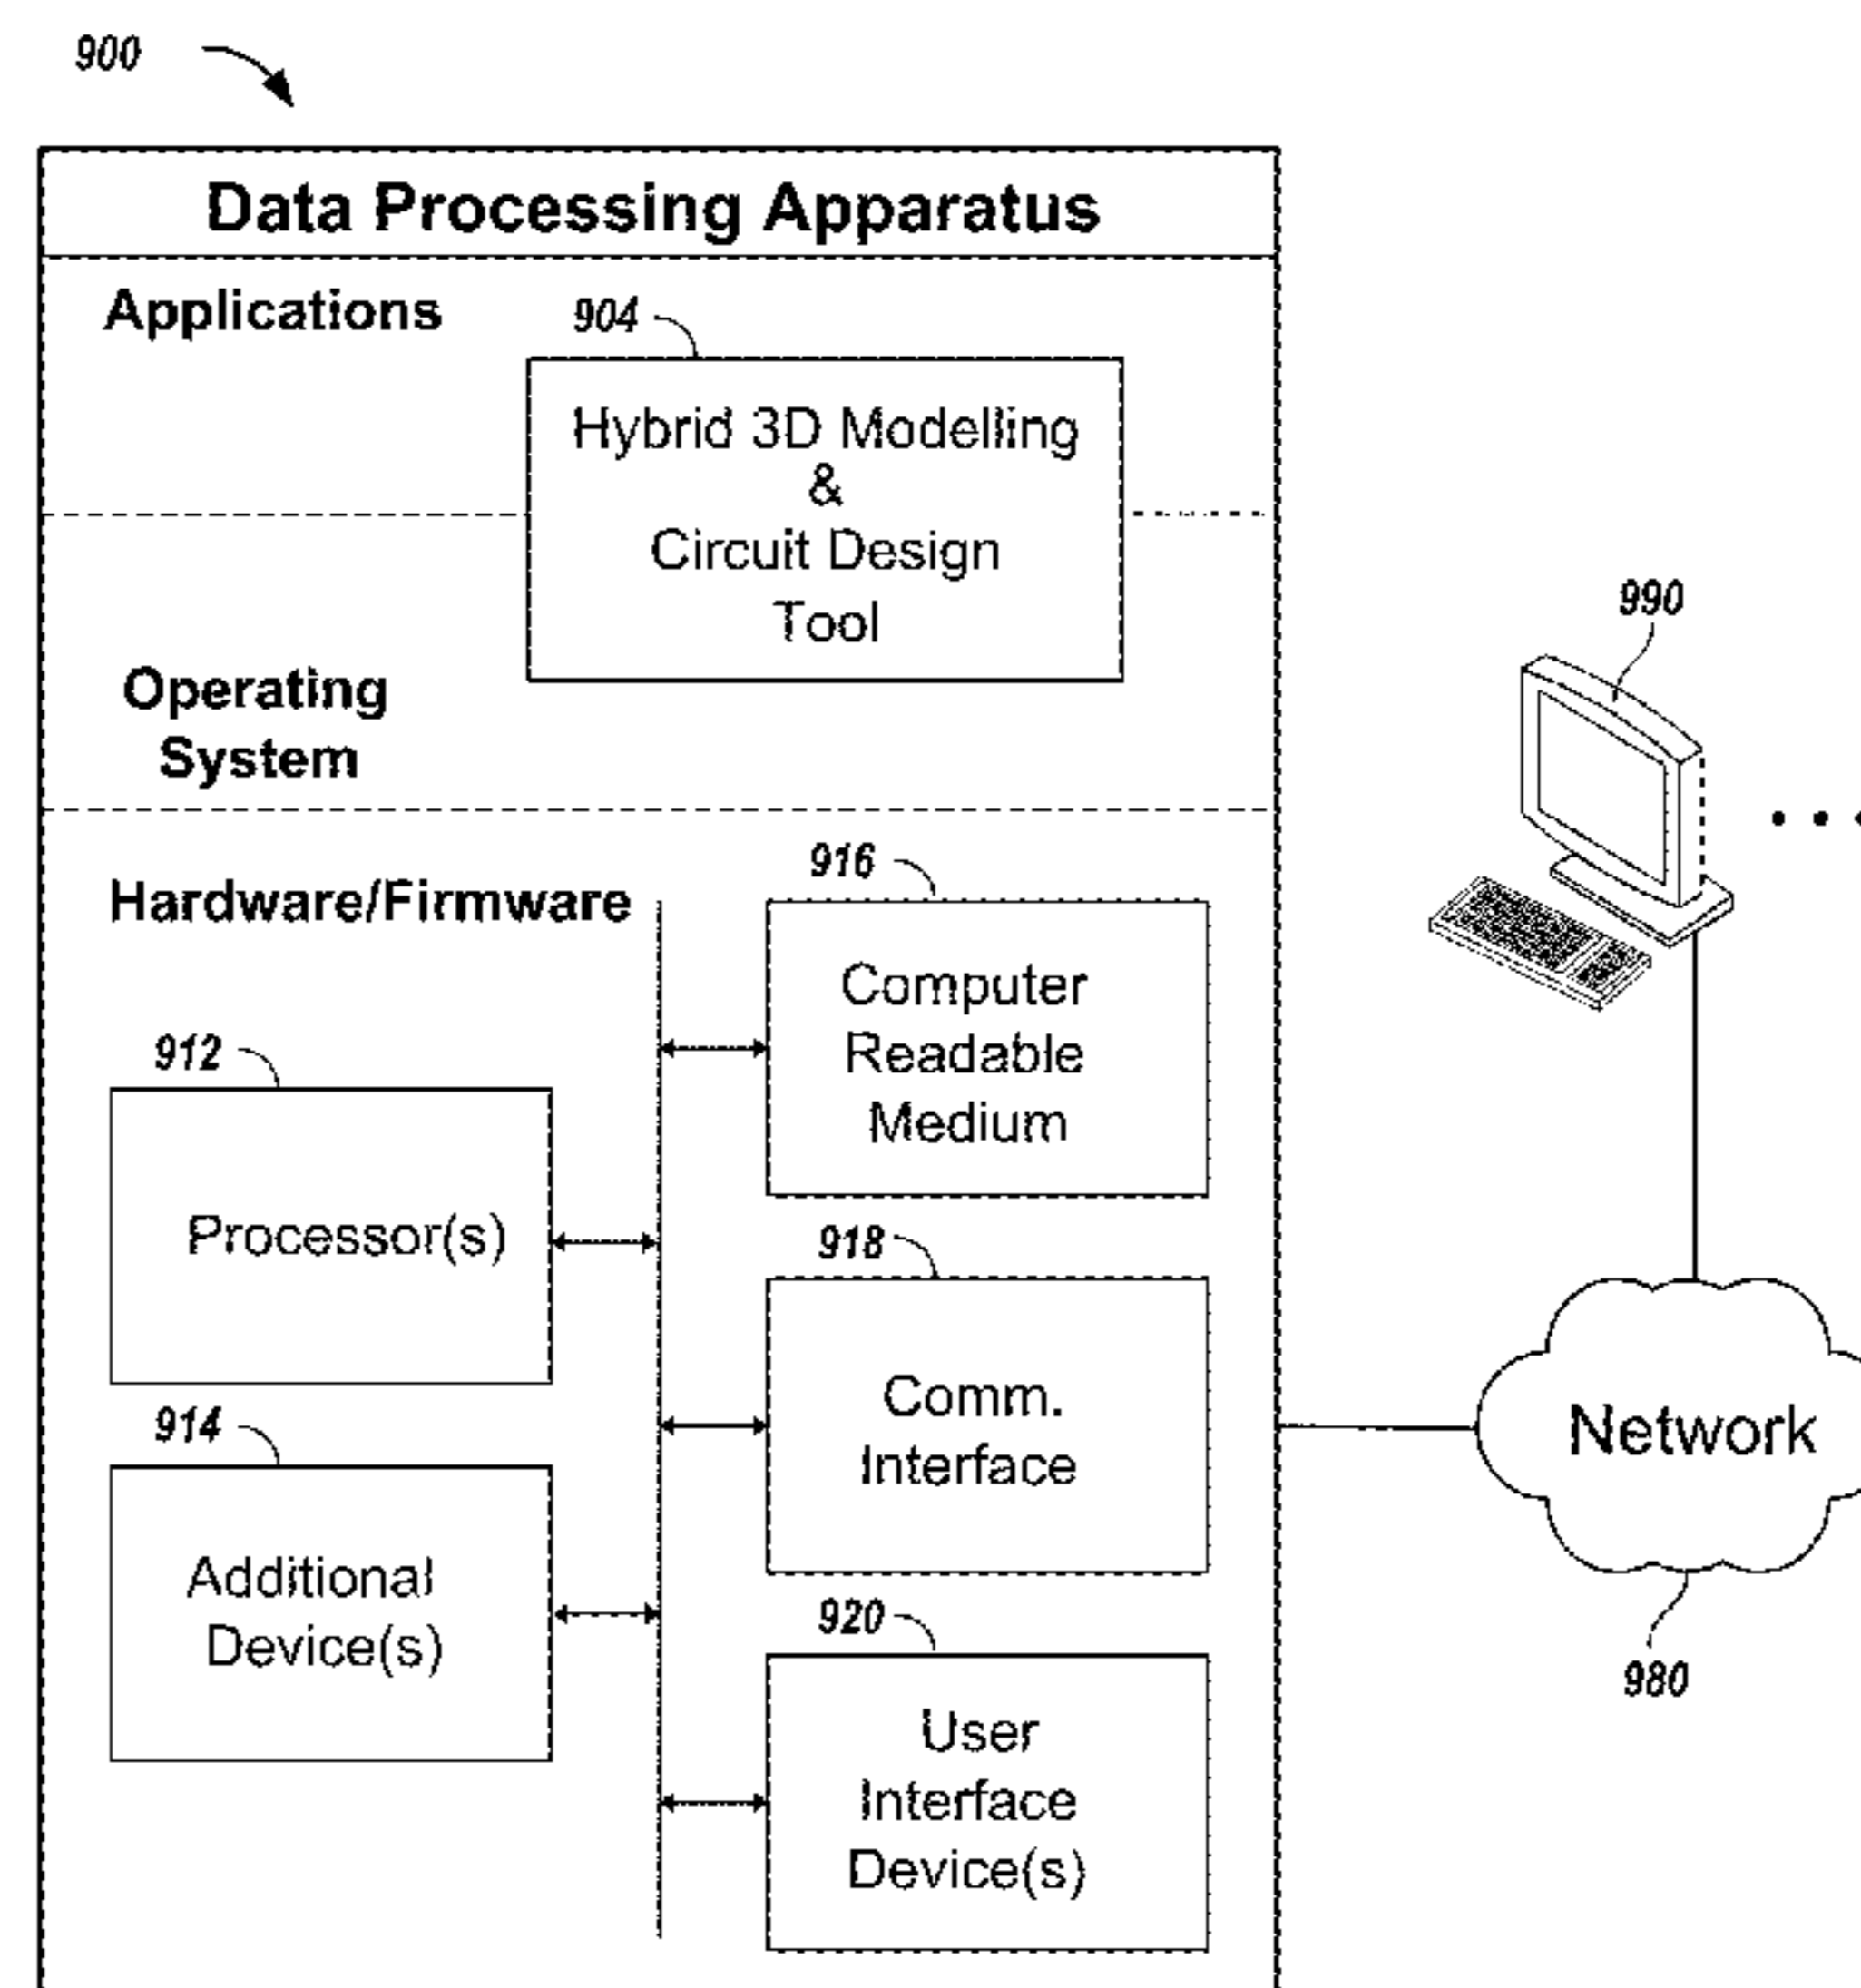 900
Data Processing Apparatus
Applications
904
Hybrid 3D Modelling
&
Circuit Design
Tool
Operating
System
990
Hardware/Firmware
916
Computer
Readable
Medium
912
Processor(s)
918
Comm.
Interface
Network
980
914
Additional
Device(s)
920
User
Interface
Device(s)